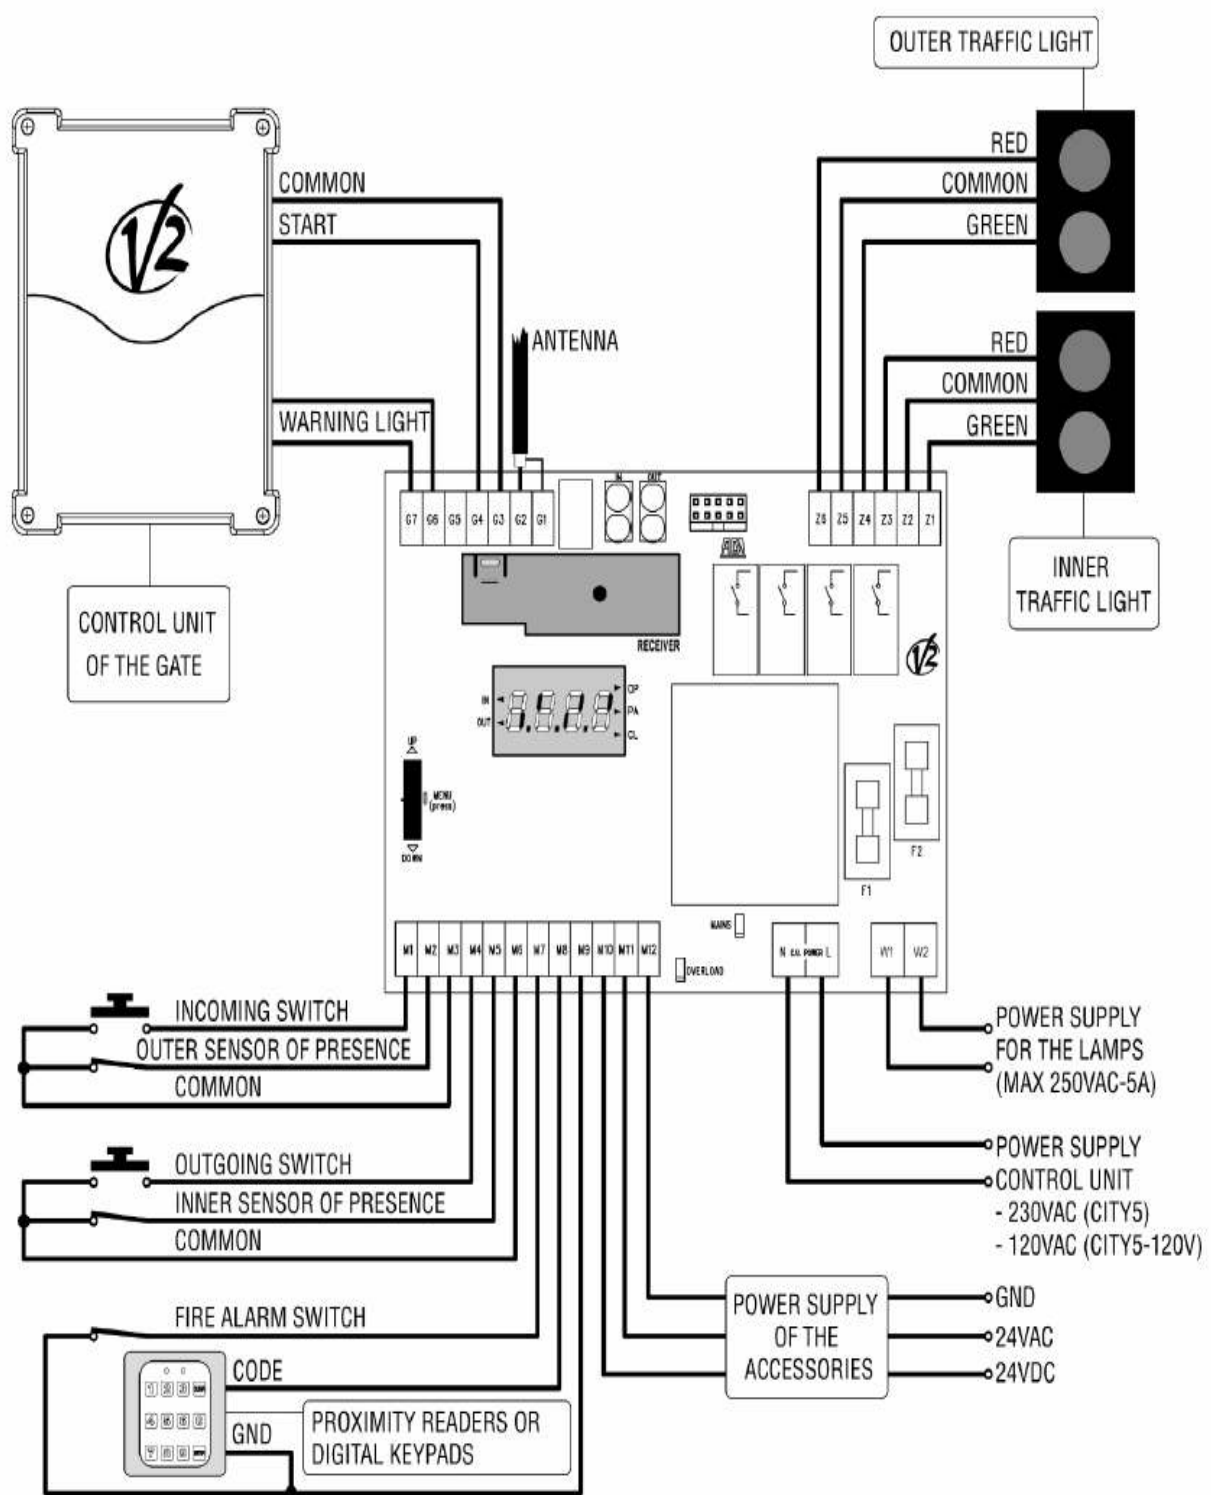 OUTER TRAFFIC LIGHT
RED
COMMON
GREEN
COMMON
START
V2
RED
COMMON
GREEN
ANTENNA
WARNING LIGHT
IN OUT
G7 G6 G5 G4 G3 G2 G1
Z6 Z5 Z4 Z3 Z2 Z1
INNER
TRAFFIC LIGHT
CONTROL UNIT
OF THE GATE
RECEIVER
V2
IN
OUT
OP
PA
CL
UP
MENU
(press)
DOWN
F2
F1
MAINS
OVERLOAD
M1 M2 M3 M4 M5 M6 M7 M8 M9 M10 M11 M12
N POWER L
W1 W2
INCOMING SWITCH
OUTER SENSOR OF PRESENCE
COMMON
POWER SUPPLY
FOR THE LAMPS
(MAX 250VAC-5A)
OUTGOING SWITCH
INNER SENSOR OF PRESENCE
COMMON
POWER SUPPLY
CONTROL UNIT
- 230VAC (CITY5)
- 120VAC (CITY5-120V)
FIRE ALARM SWITCH
POWER SUPPLY
OF THE
ACCESSORIES
GND
24VAC
24VDC
CODE
GND
PROXIMITY READERS OR
DIGITAL KEYPADS